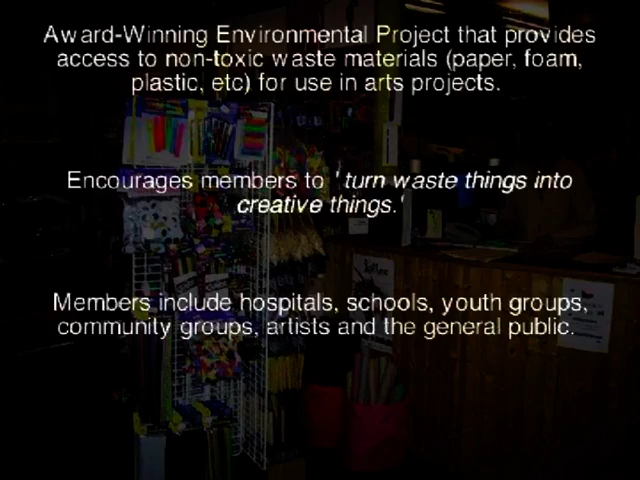 Award-Winning Environmental Project that provides
access to non-toxic waste materials (paper, foam,
plastic, etc) for use in arts projects.
Encourages members to ' turn waste things into
creative things.'
Members include hospitals, schools, youth groups,
community groups, artists and the general public.